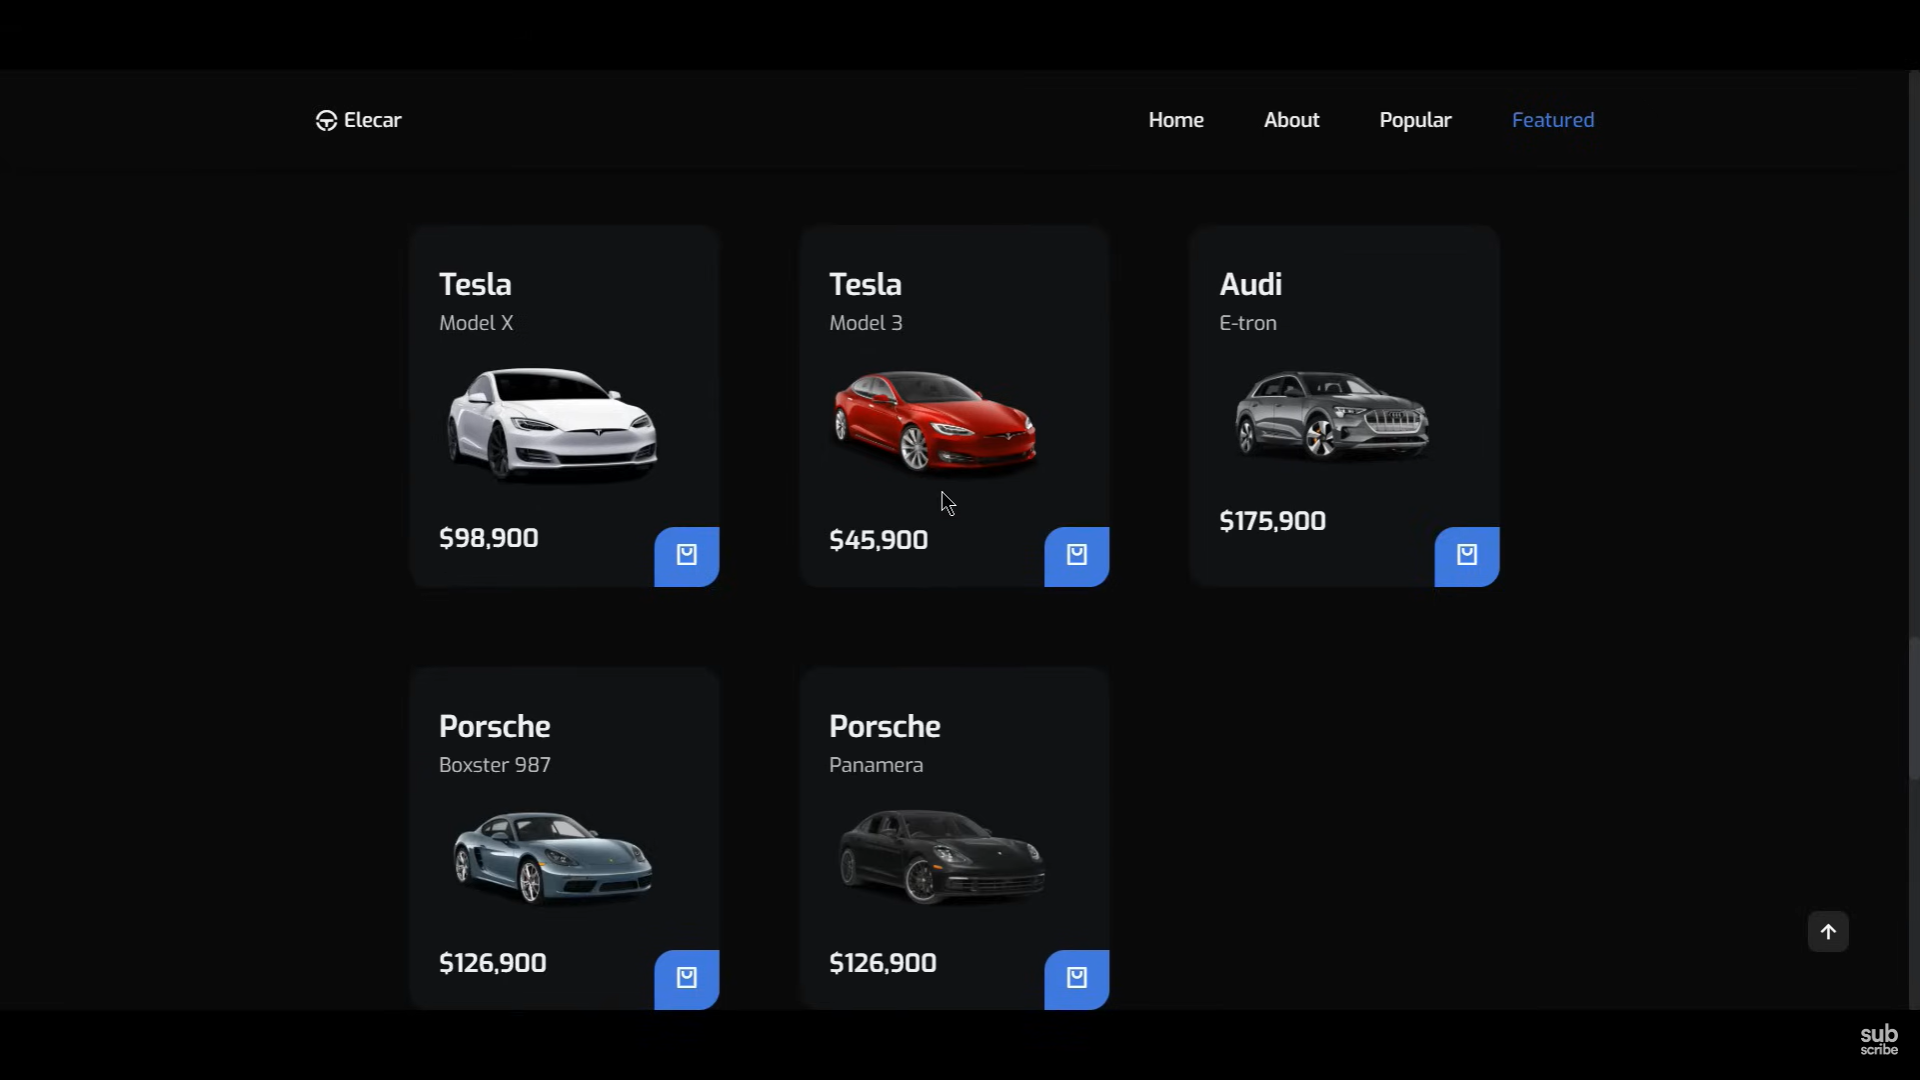 Elecar
Home
About
Popular
Featured
Tesla
Model X
$98,900
Tesla
Model 3
$45,900
Audi
E-tron
$175,900
Porsche
Boxster 987
$126,900
Porsche
Panamera
$126,900
sub
scribe